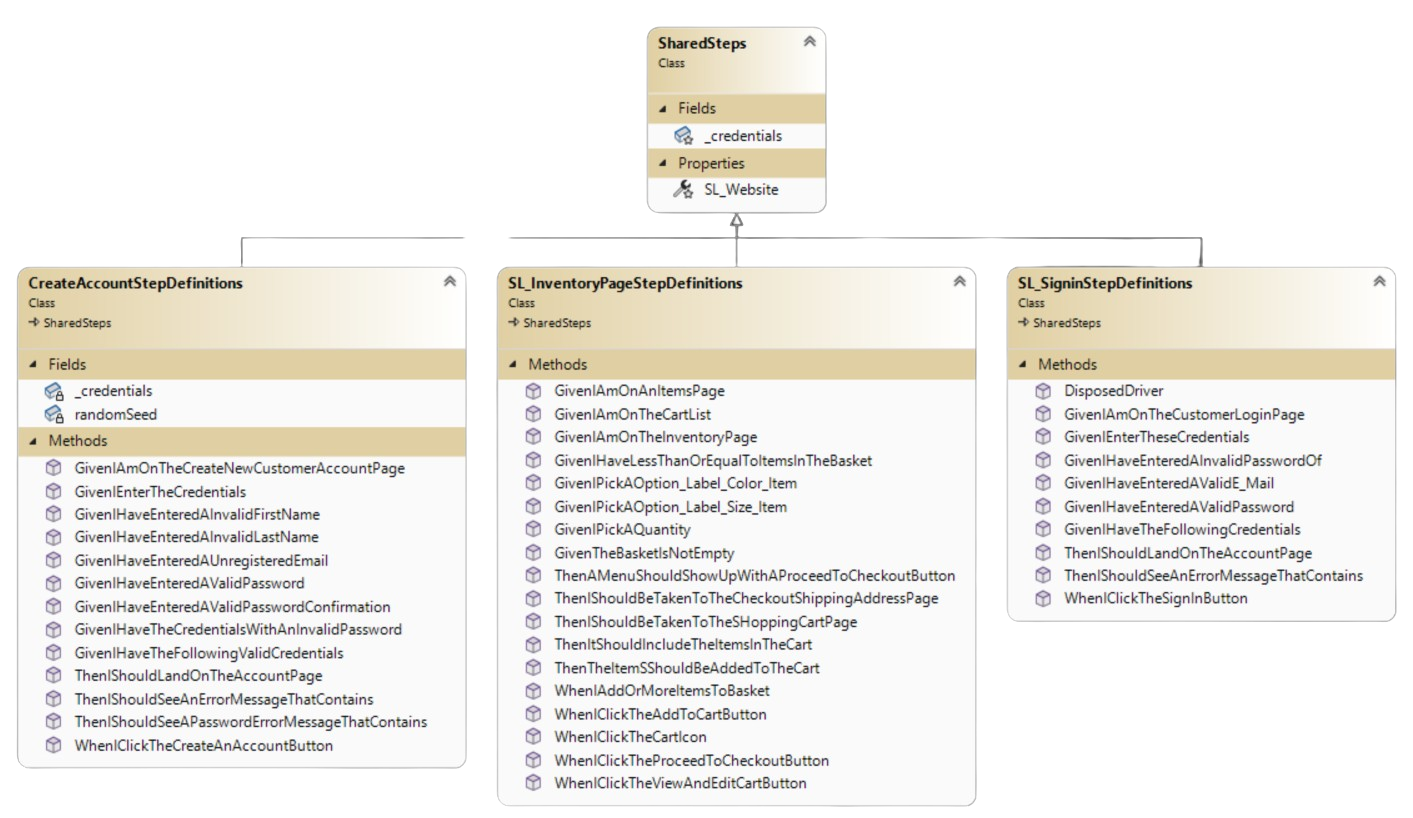 SharedSteps
Class
Fields
_credentials
Properties
SL_Website
CreateAccountStepDefinitions
Class
SharedSteps
Fields
_credentials
randomSeed
Methods
GivenIAmOnTheCreateNewCustomerAccountPage
GivenIEnterTheCredentials
GivenIHaveEnteredAInvalidFirstName
GivenIHaveEnteredAInvalidLastName
GivenIHaveEnteredAUnregisteredEmail
GivenIHaveEnteredAValidPassword
GivenIHaveEnteredAValidPasswordConfirmation
GivenIHaveTheCredentialsWithAnInvalidPassword
GivenIHaveTheFollowingValidCredentials
ThenIShouldLandOnTheAccountPage
ThenIShouldSeeAnErrorMessageThatContains
ThenIShouldSeeAPasswordErrorMessageThatContains
WhenIClickTheCreateAnAccountButton
SL_InventoryPageStepDefinitions
Class
SharedSteps
Methods
GivenIAmOnAnItemsPage
GivenIAmOnTheCartList
GivenIAmOnTheInventoryPage
GivenIHaveLessThanOrEqualToItemsInTheBasket
GivenIPickAOption_Label_Color_Item
GivenIPickAOption_Label_Size_Item
GivenIPickAQuantity
GivenTheBasketIsNotEmpty
ThenAMenuShouldShowUpWithAProceedToCheckoutButton
ThenIShouldBeTakenToTheCheckoutShippingAddressPage
ThenIShouldBeTakenToTheSHoppingCartPage
ThenItShouldIncludeTheItemsInTheCart
ThenTheItemSShouldBeAddedToTheCart
WhenIAddOrMoreItemsToBasket
WhenIClickTheAddToCartButton
WhenIClickTheCartIcon
WhenIClickTheProceedToCheckoutButton
WhenIClickTheViewAndEditCartButton
SL_SigninStepDefinitions
Class
SharedSteps
Methods
DisposedDriver
GivenIAmOnTheCustomerLoginPage
GivenIEnterTheseCredentials
GivenIHaveEnteredAInvalidPasswordOf
GivenIHaveEnteredAValidE_Mail
GivenIHaveEnteredAValidPassword
GivenIHaveTheFollowingCredentials
ThenIShouldLandOnTheAccountPage
ThenIShouldSeeAnErrorMessageThatContains
WhenIClickTheSignInButton